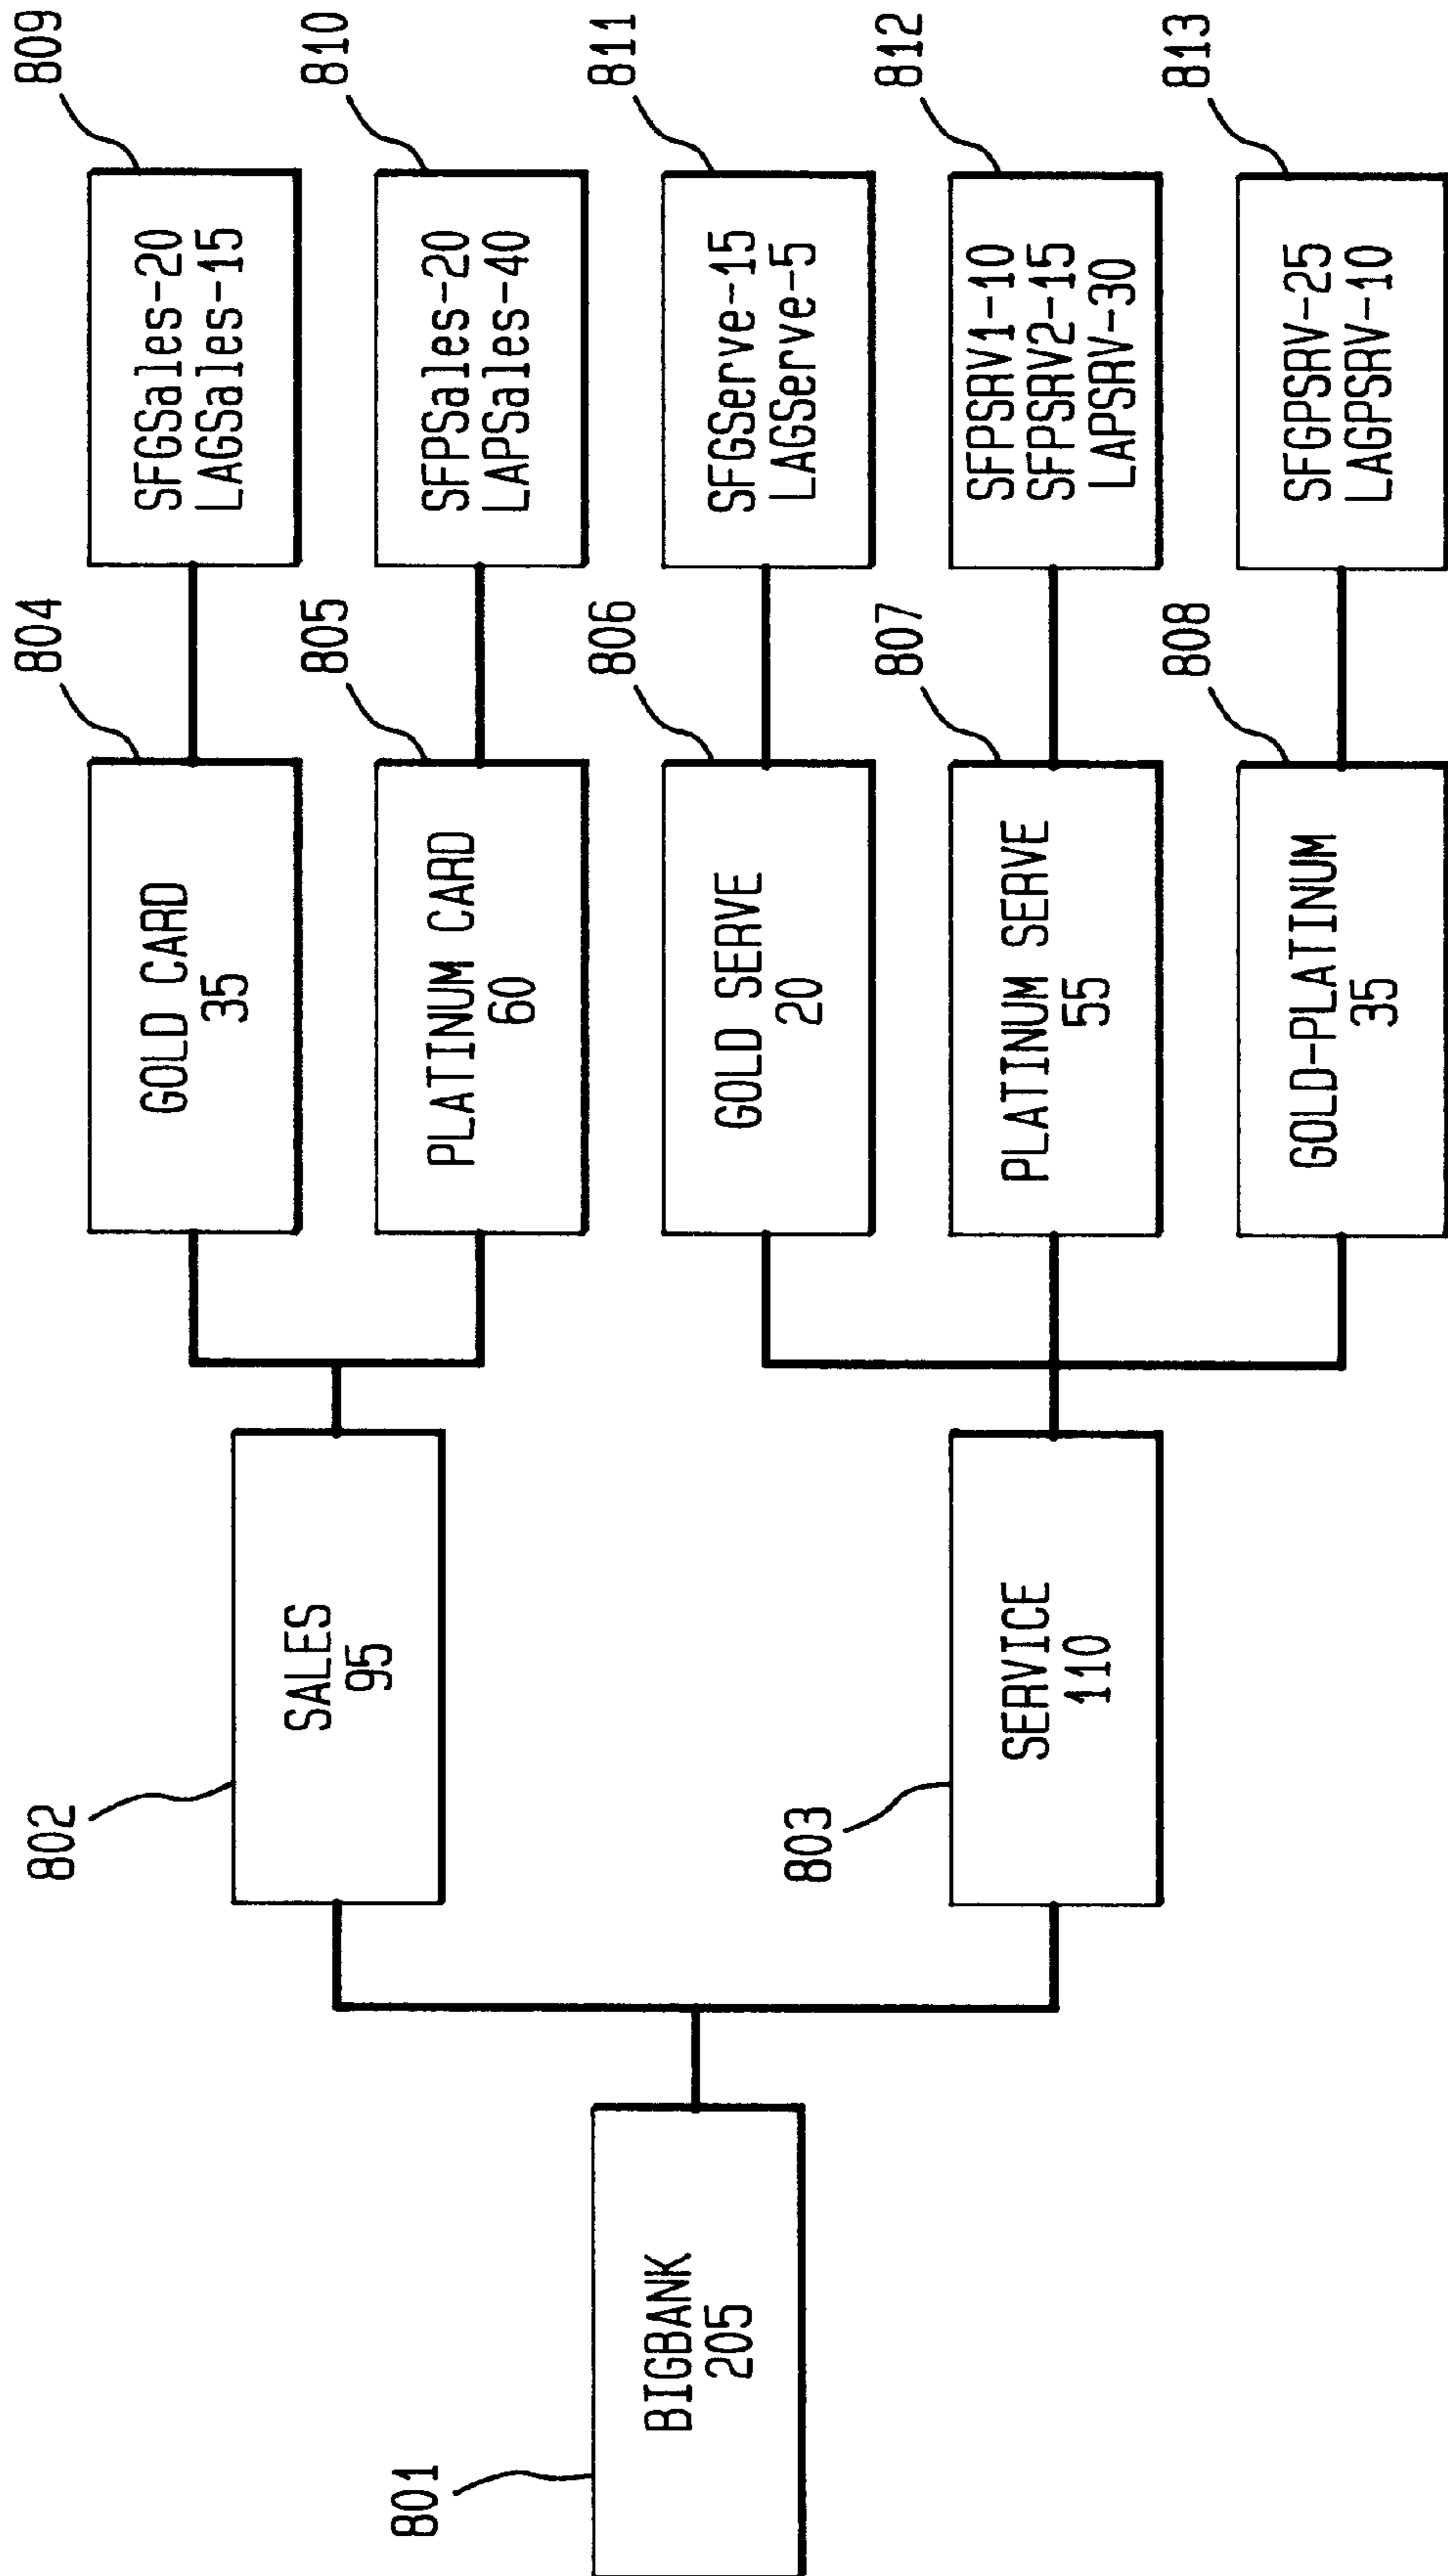 801
BIGBANK
205
802
SALES
95
803
SERVICE
110
804
GOLD CARD
35
805
PLATINUM CARD
60
806
GOLD SERVE
20
807
PLATINUM SERVE
55
808
GOLD-PLATINUM
35
809
SFGSales-20
LAGSales-15
810
SFPSales-20
LAPSales-40
811
SFGServe-15
LAGServe-5
812
SFPSRV1-10
SFPSRV2-15
LAPSRV-30
813
SFGPSRV-25
LAGPSRV-10